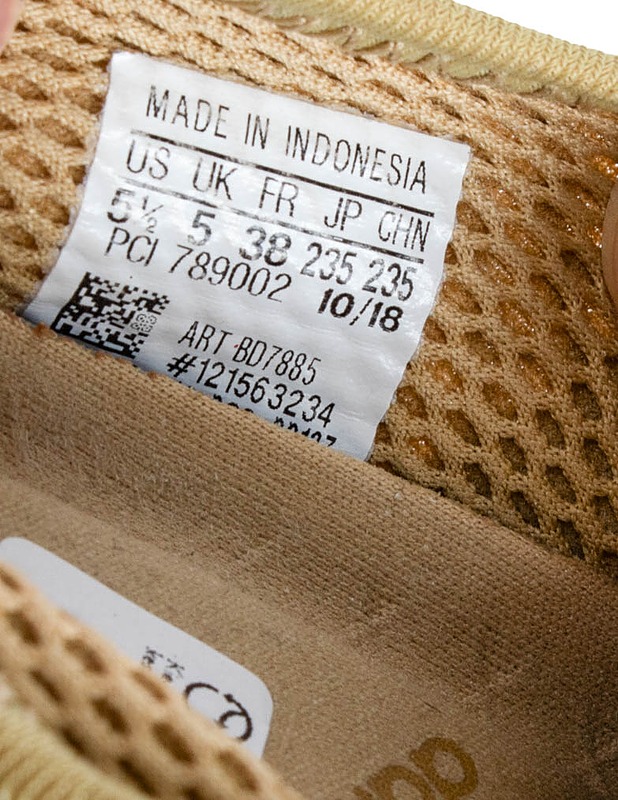 MADE IN INDONESIA
US UK FR JP CHN
5½ 5 38 235 235
PCI 789002 10/18
ART BD7885
#121563234